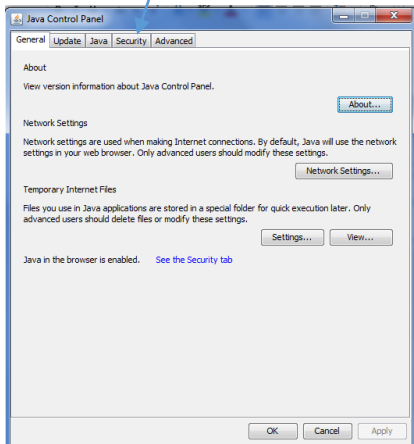 Java Control Panel
General Update Java Security Advanced
About
View version information about Java Control Panel.
About...
Network Settings
Network settings are used when making Internet connections. By default, Java will use the network
settings in your web browser. Only advanced users should modify these settings.
Network Settings...
Temporary Internet Files
Files you use in Java applications are stored in a special folder for quick execution later. Only
advanced users should delete files or modify these settings.
Settings... View...
Java in the browser is enabled. See the Security tab
OK Cancel Apply